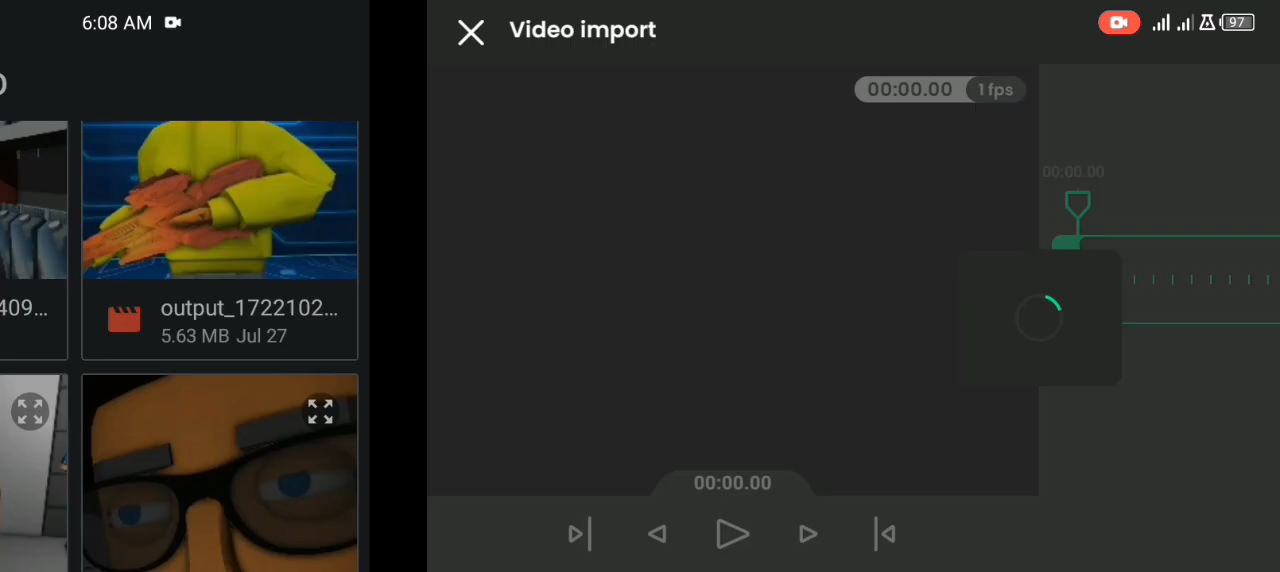 6:08 AM
409...
output_1722102...
5.63 MB Jul 27
Video import
97
00:00.00 1 fps
00:00.00
00:00.00